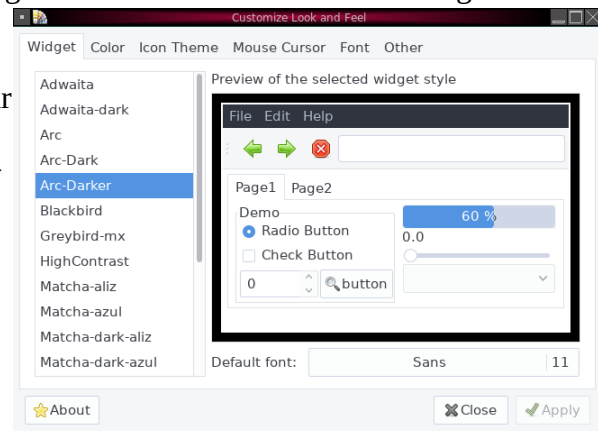 Customize Look and Feel
Widget Color Icon Theme Mouse Cursor Font Other
Adwaita
Adwaita-dark
Arc
Arc-Dark
Arc-Darker
Blackbird
Greybird-mx
HighContrast
Matcha-aliz
Matcha-azul
Matcha-dark-aliz
Matcha-dark-azul
Preview of the selected widget style
File Edit Help
Page1 Page2
Demo
Radio Button
Check Button
0 button
60 %
0.0
Default font: Sans 11
About Close Apply